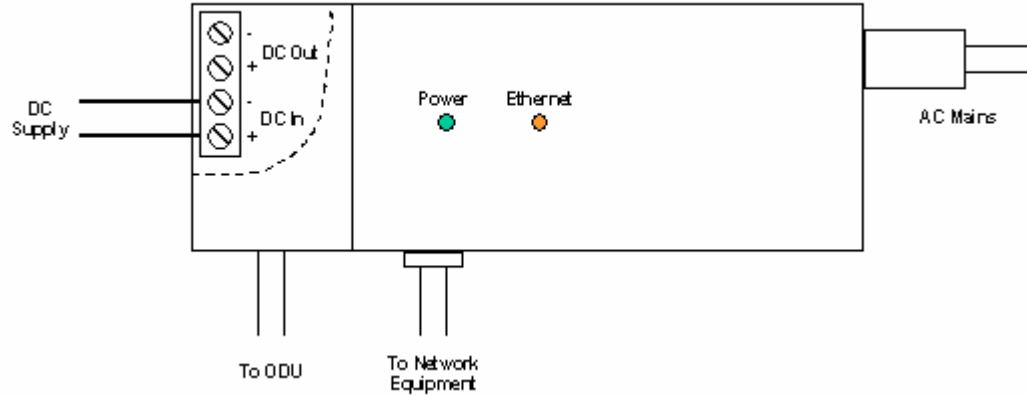 -
DC Out
+
-
DC In
+
DC
Supply
Power
Ethernet
AC Mains
To ODU
To Network
Equipment